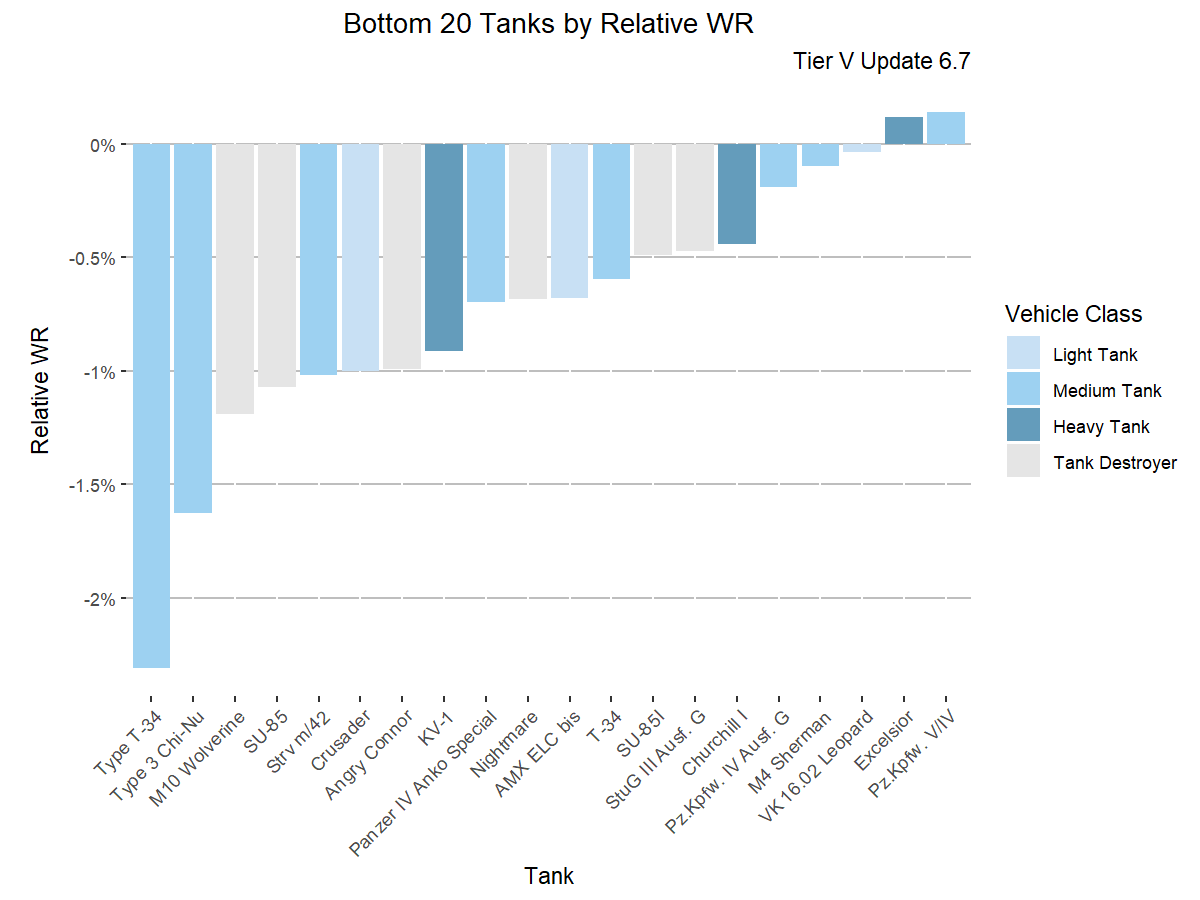 Bottom 20 Tanks by Relative WR
Tier V Update 6.7
0%
-0.5%
-1%
-1.5%
-2%
Relative WR
Type T-34
Type 3 Chi-Nu
M10 Wolverine
SU-85
Strv m/42
Crusader
Angry Connor
KV-1
Panzer IV Anko Special
Nightmare
AMX ELC bis
T-34
SU-85I
StuG III Ausf. G
Churchill I
Pz.Kpfw. IV Ausf. G
M4 Sherman
VK 16.02 Leopard
Excelsior
Pz.Kpfw. V/IV
Tank
Vehicle Class
Light Tank
Medium Tank
Heavy Tank
Tank Destroyer